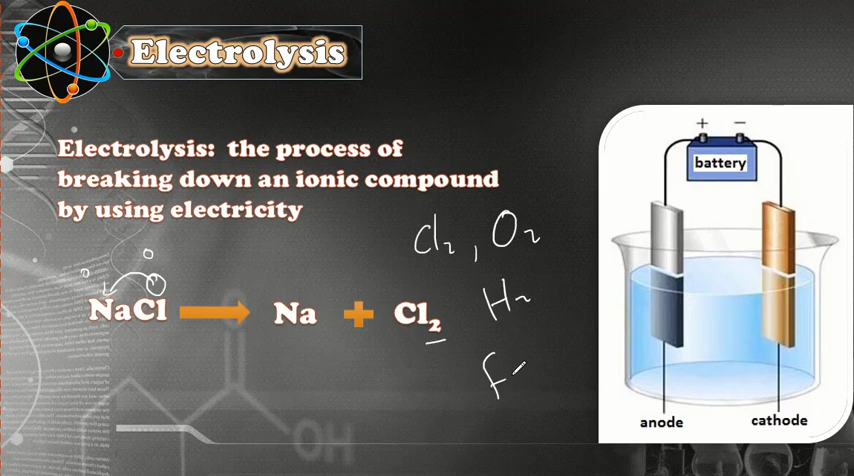 Electrolysis
Electrolysis: the process of
breaking down an ionic compound
by using electricity
Cl₂, O₂
H₂
F
NaCl → Na + Cl₂
+ −
battery
anode cathode
OH